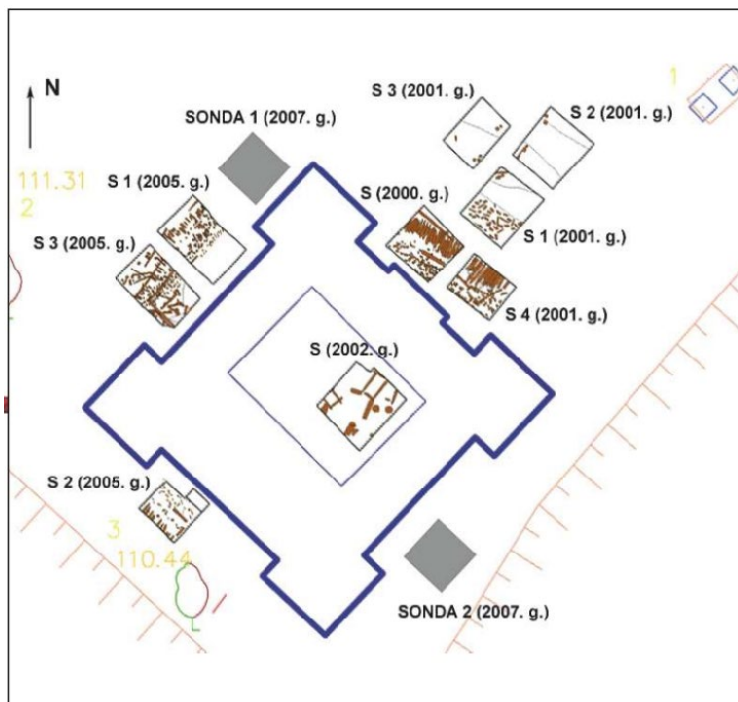 S 3 (2001. g.)
1
N
SONDA 1 (2007. g.)
S 2 (2001. g.)
111.31
2
S 1 (2005. g.)
S (2000. g.)
S 3 (2005. g.)
S 1 (2001. g.)
S 4 (2001. g.)
S (2002. g.)
S 2 (2005. g.)
3
110.44
SONDA 2 (2007. g.)